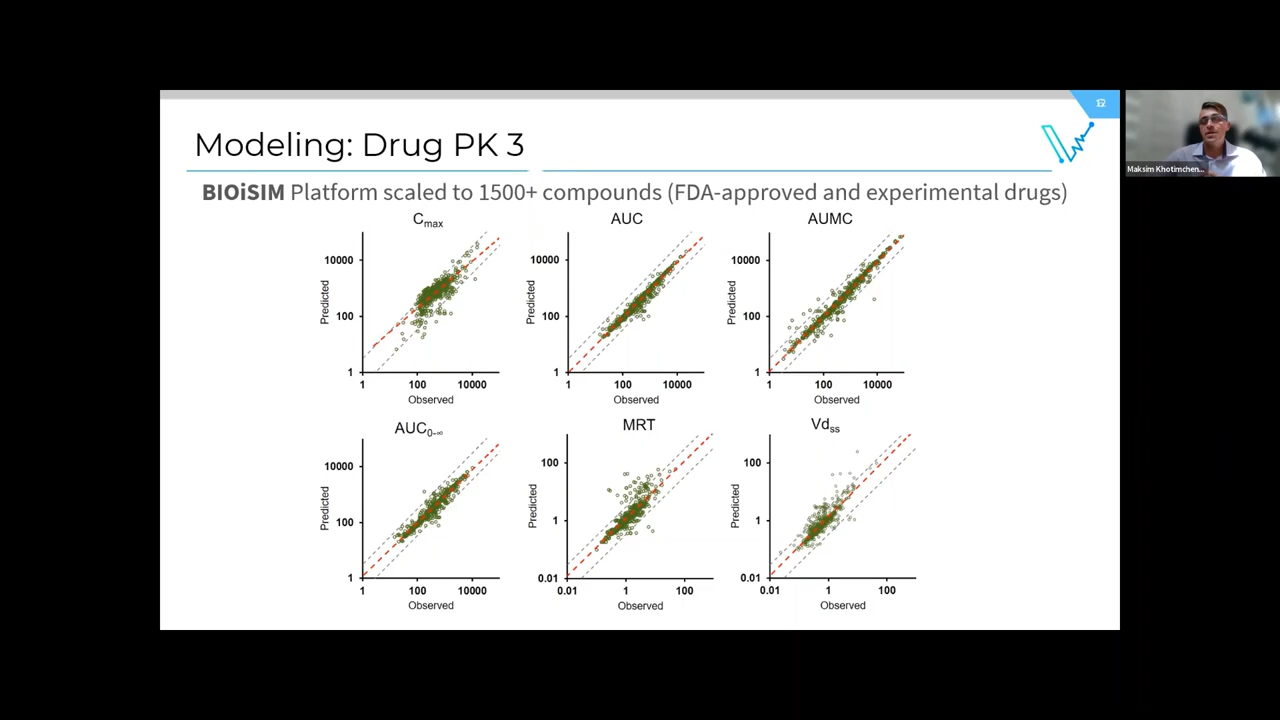 12
Modeling: Drug PK 3
BIOiSIM Platform scaled to 1500+ compounds (FDA-approved and experimental drugs)
Cmax
10000
100
1
Predicted
1 100 10000
Observed
AUC
10000
100
1
Predicted
1 100 10000
Observed
AUMC
10000
100
1
Predicted
1 100 10000
Observed
AUC0-∞
10000
100
1
Predicted
1 100 10000
Observed
MRT
100
1
0.01
Predicted
0.01 1 100
Observed
Vdss
100
1
0.01
Predicted
0.01 1 100
Observed
Maksim Khotimchen...